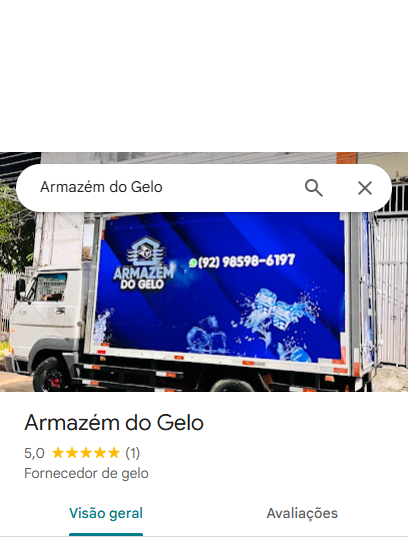 Armazém do Gelo
(92) 98598-6197
ARMAZÉM
DO GELO
Armazém do Gelo
5,0 (1)
Fornecedor de gelo
Visão geral
Avaliações